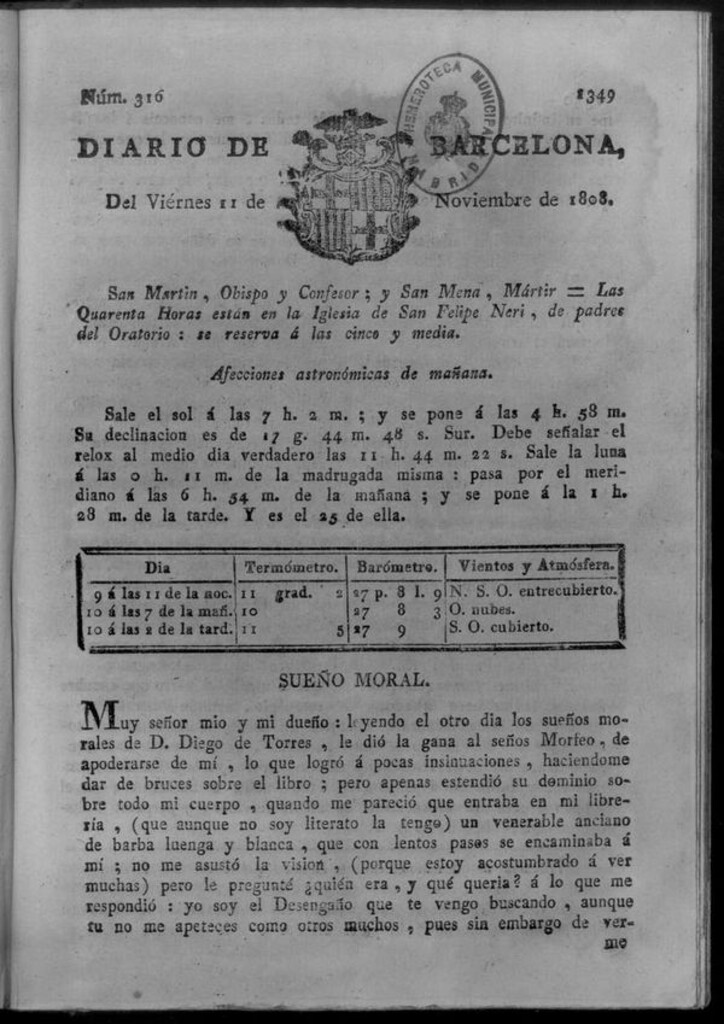 Núm. 316
1349
HEMEROTECA MUNICIPAL
MADRID
DIARIO DE BARCELONA,
Del Viérnes 11 de Noviembre de 1808.
San Martin, Obispo y Confesor; y San Mena, Mártir = Las
Quarenta Horas están en la Iglesia de San Felipe Neri, de padres
del Oratorio: se reserva á las cinco y media.
Afecciones astronómicas de mañana.
Sale el sol á las 7 h. 2 m.; y se pone á las 4 h. 58 m.
Su declinacion es de 17 g. 44 m. 48 s. Sur. Debe señalar el
relox al medio dia verdadero las 11 h. 44 m. 22 s. Sale la luna
á las 0 h. 11 m. de la madrugada misma: pasa por el meri-
diano á las 6 h. 54 m. de la mañana; y se pone á la 1 h.
28 m. de la tarde. Y es el 25 de ella.
Dia Termómetro. Barómetro. Vientos y Atmósfera.
9 á las 11 de la noc. 11 grad. 2 27 p. 8 l. 9 N. S. O. entrecubierto.
10 á las 7 de la mañ. 10 27 8 3 O. nubes.
10 á las 2 de la tard. 11 5 27 9 S. O. cubierto.
SUEÑO MORAL.
Muy señor mio y mi dueño: leyendo el otro dia los sueños mo-
rales de D. Diego de Torres, le dió la gana al seños Morfeo, de
apoderarse de mí, lo que logró á pocas insinuaciones, haciendome
dar de bruces sobre el libro; pero apenas estendió su dominio so-
bre todo mi cuerpo, quando me pareció que entraba en mi libre-
ría, (que aunque no soy literato la tengo) un venerable anciano
de barba luenga y blanca, que con lentos pasos se encaminaba á
mí; no me asustó la vision, (porque estoy acostumbrado á ver
muchas) pero le pregunté ¿quién era, y qué queria? á lo que me
respondió: yo soy el Desengaño que te vengo buscando, aunque
tu no me apeteces como otros muchos, pues sin embargo de ver-
me